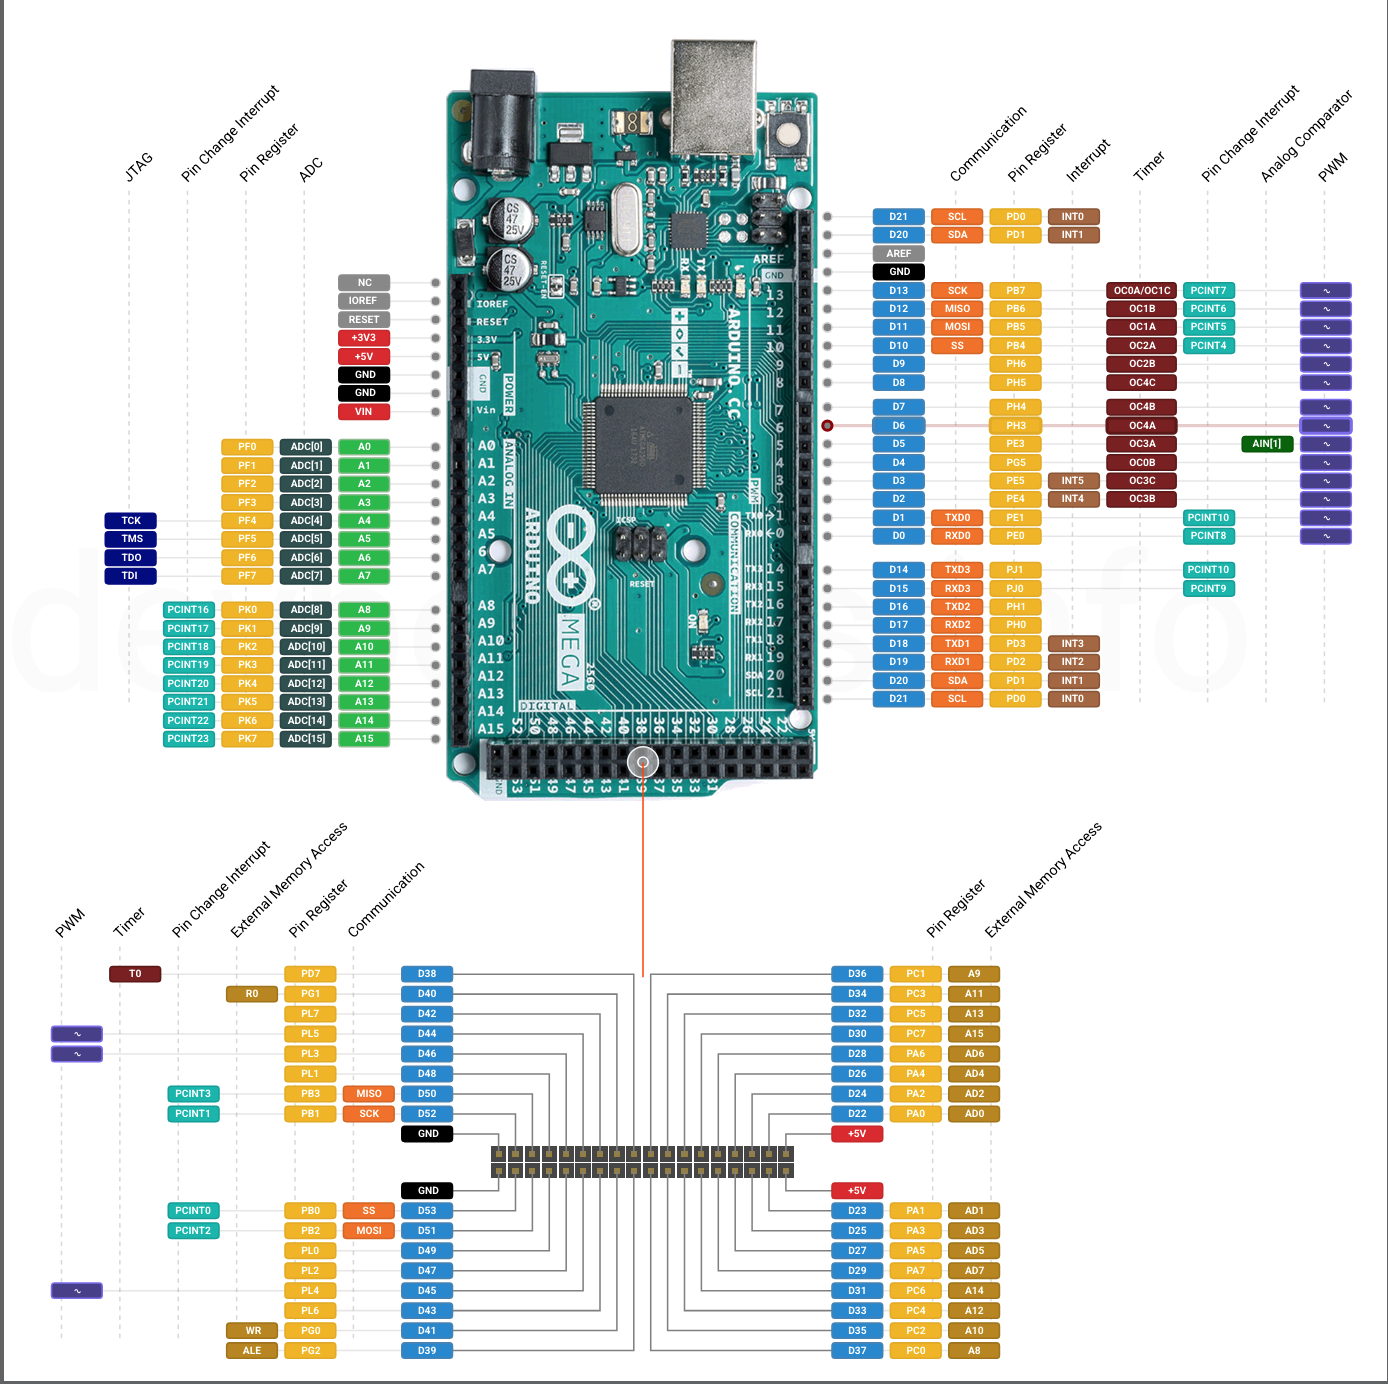 JTAG
Pin Change Interrupt
Pin Register
ADC
Communication
Pin Register
Interrupt
Timer
Pin Change Interrupt
Analog Comparator
PWM
CS
47
25V
CS
47
25V
RESET-EN
RX
TX
L
AREF
GND
13
12
11
10
9
8
7
6
5
4
3
2
TX0→1
RX0←0
TX3 14
RX3 15
TX2 16
RX2 17
TX1 18
RX1 19
SDA 20
SCL 21
IOREF
RESET
3.3V
5V
GND
Vin
POWER
A0
A1
A2
A3
A4
A5
6
A7
A8
A9
A10
A11
A12
A13
A14
A15
ANALOG IN
ARDUINO.CC
PWM
COMMUNICATION
ICSP
RESET
ON
ARDUINO
MEGA
2560
DIGITAL
52 50 48 46 44 42 40 38 36 34 32 30 28 26 24 22
GND 53 51 49 47 45 43 41 39 37 35 33 31
NC
IOREF
RESET
+3V3
+5V
GND
GND
VIN
PF0 ADC[0] A0
PF1 ADC[1] A1
PF2 ADC[2] A2
PF3 ADC[3] A3
TCK PF4 ADC[4] A4
TMS PF5 ADC[5] A5
TDO PF6 ADC[6] A6
TDI PF7 ADC[7] A7
PCINT16 PK0 ADC[8] A8
PCINT17 PK1 ADC[9] A9
PCINT18 PK2 ADC[10] A10
PCINT19 PK3 ADC[11] A11
PCINT20 PK4 ADC[12] A12
PCINT21 PK5 ADC[13] A13
PCINT22 PK6 ADC[14] A14
PCINT23 PK7 ADC[15] A15
D21 SCL PD0 INT0
D20 SDA PD1 INT1
AREF
GND
D13 SCK PB7 OC0A/OC1C PCINT7 ~
D12 MISO PB6 OC1B PCINT6 ~
D11 MOSI PB5 OC1A PCINT5 ~
D10 SS PB4 OC2A PCINT4 ~
D9 PH6 OC2B ~
D8 PH5 OC4C ~
D7 PH4 OC4B ~
D6 PH3 OC4A ~
D5 PE3 OC3A AIN[1] ~
D4 PG5 OC0B ~
D3 PE5 INT5 OC3C ~
D2 PE4 INT4 OC3B ~
D1 TXD0 PE1 PCINT10 ~
D0 RXD0 PE0 PCINT8 ~
D14 TXD3 PJ1 PCINT10
D15 RXD3 PJ0 PCINT9
D16 TXD2 PH1
D17 RXD2 PH0
D18 TXD1 PD3 INT3
D19 RXD1 PD2 INT2
D20 SDA PD1 INT1
D21 SCL PD0 INT0
PWM
Timer
Pin Change Interrupt
External Memory Access
Pin Register
Communication
Pin Register
External Memory Access
T0 PD7 D38
R0 PG1 D40
PL7 D42
~ PL5 D44
~ PL3 D46
PL1 D48
PCINT3 PB3 MISO D50
PCINT1 PB1 SCK D52
GND
GND
PCINT0 PB0 SS D53
PCINT2 PB2 MOSI D51
PL0 D49
PL2 D47
~ PL4 D45
PL6 D43
WR PG0 D41
ALE PG2 D39
D36 PC1 A9
D34 PC3 A11
D32 PC5 A13
D30 PC7 A15
D28 PA6 AD6
D26 PA4 AD4
D24 PA2 AD2
D22 PA0 AD0
+5V
+5V
D23 PA1 AD1
D25 PA3 AD3
D27 PA5 AD5
D29 PA7 AD7
D31 PC6 A14
D33 PC4 A12
D35 PC2 A10
D37 PC0 A8